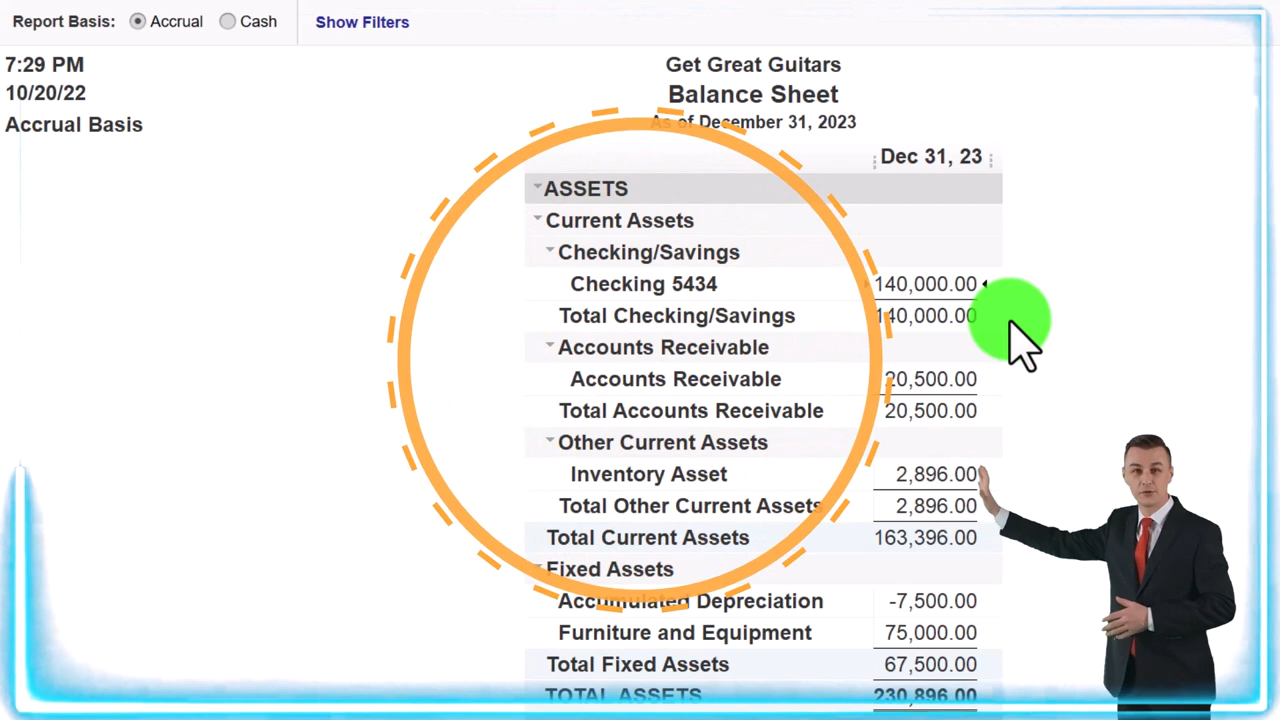 Report Basis: Accrual Cash Show Filters
7:29 PM
10/20/22
Accrual Basis
Get Great Guitars
Balance Sheet
As of December 31, 2023
Dec 31, 23
ASSETS
Current Assets
Checking/Savings
Checking 5434 140,000.00
Total Checking/Savings 140,000.00
Accounts Receivable
Accounts Receivable 20,500.00
Total Accounts Receivable 20,500.00
Other Current Assets
Inventory Asset 2,896.00
Total Other Current Assets 2,896.00
Total Current Assets 163,396.00
Fixed Assets
Accumulated Depreciation -7,500.00
Furniture and Equipment 75,000.00
Total Fixed Assets 67,500.00
TOTAL ASSETS 230,896.00